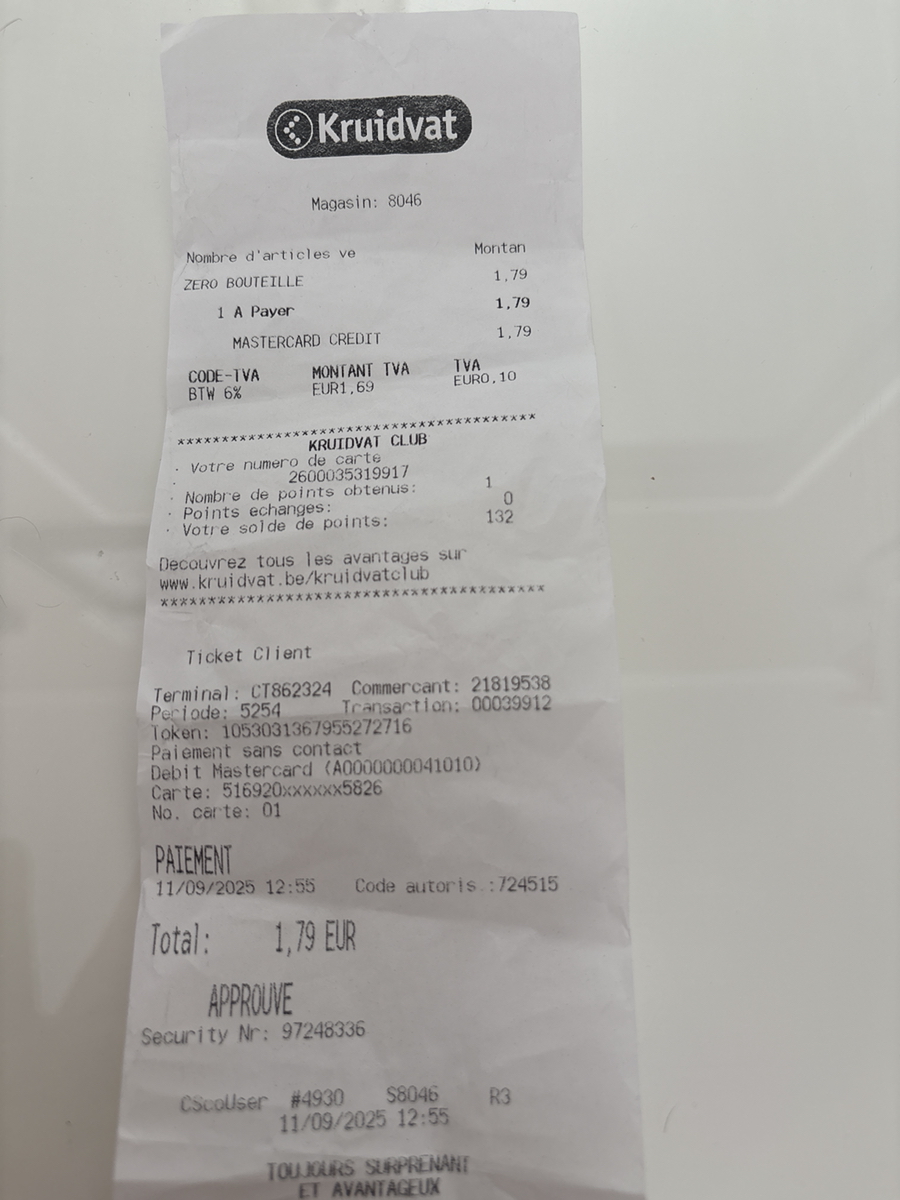 Kruidvat
Magasin: 8046
Nombre d'articles ve Montan
ZERO BOUTEILLE 1,79
1 A Payer 1,79
MASTERCARD CREDIT 1,79
CODE-TVA MONTANT TVA TVA
BTW 6% EUR1,69 EUR0,10
****************************************
KRUIDVAT CLUB
· Votre numero de carte
· 2600035319917
· Nombre de points obtenus: 1
· Points echanges: 0
· Votre solde de points: 132
Decouvrez tous les avantages sur
www.kruidvat.be/kruidvatclub
****************************************
Ticket Client
Terminal: CT862324 Commercant: 21819538
Periode: 5254 Transaction: 00039912
Token: 1053031367955272716
Paiement sans contact
Debit Mastercard (A0000000041010)
Carte: 516920xxxxxx5826
No. carte: 01
PAIEMENT
11/09/2025 12:55 Code autoris.:724515
Total: 1,79 EUR
APPROUVE
Security Nr: 97248336
CScoUser #4930 S8046 R3
11/09/2025 12:55
TOUJOURS SURPRENANT
ET AVANTAGEUX